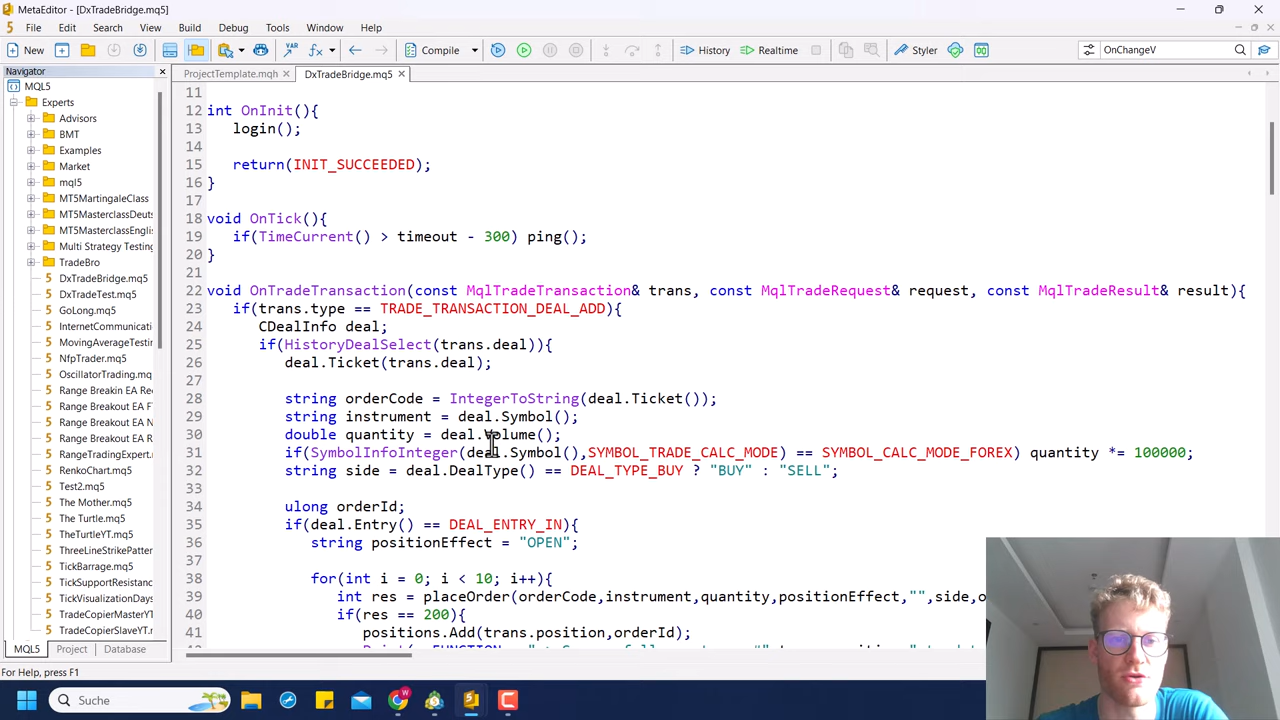 MetaEditor - [DxTradeBridge.mq5]
5 File Edit Search View Build Debug Tools Window Help
New Compile History Realtime Styler OnChangeV
Navigator
ProjectTemplate.mqh DxTradeBridge.mq5
MQL5
Experts
Advisors
BMT
Examples
Market
mql5
MT5MartingaleClass
MT5MasterclassDeuts
MT5MasterclassEnglis
Multi Strategy Testing
TradeBro
DxTradeBridge.mq5
DxTradeTest.mq5
GoLong.mq5
InternetCommunicati
MovingAverageTesting
NfpTrader.mq5
OscillatorTrading.mq5
Range Breakin EA Rea
Range Breakout EA F
Range Breakout EA N
Range Breakout EA Y
RangeTradingExpert.
RenkoChart.mq5
Test2.mq5
The Mother.mq5
The Turtle.mq5
TheTurtleYT.mq5
ThreeLineStrikePatter
TickBarrage.mq5
TickSupportResistanc
TickVisualizationDays
TradeCopierMasterYT
TradeCopierSlaveYT.m
MQL5 Project Database
11
12 int OnInit(){
13 login();
14
15 return(INIT_SUCCEEDED);
16 }
17
18 void OnTick(){
19 if(TimeCurrent() > timeout - 300) ping();
20 }
21
22 void OnTradeTransaction(const MqlTradeTransaction& trans, const MqlTradeRequest& request, const MqlTradeResult& result){
23 if(trans.type == TRADE_TRANSACTION_DEAL_ADD){
24 CDealInfo deal;
25 if(HistoryDealSelect(trans.deal)){
26 deal.Ticket(trans.deal);
27
28 string orderCode = IntegerToString(deal.Ticket());
29 string instrument = deal.Symbol();
30 double quantity = deal.Volume();
31 if(SymbolInfoInteger(deal.Symbol(),SYMBOL_TRADE_CALC_MODE) == SYMBOL_CALC_MODE_FOREX) quantity *= 100000;
32 string side = deal.DealType() == DEAL_TYPE_BUY ? "BUY" : "SELL";
33
34 ulong orderId;
35 if(deal.Entry() == DEAL_ENTRY_IN){
36 string positionEffect = "OPEN";
37
38 for(int i = 0; i < 10; i++){
39 int res = placeOrder(orderCode,instrument,quantity,positionEffect,"",side,o
40 if(res == 200){
41 positions.Add(trans.position,orderId);
For Help, press F1
Suche